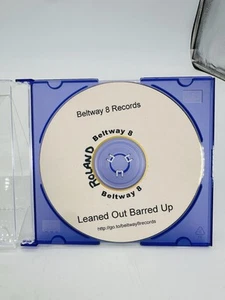 Beltway 8 Records
Beltway 8
ROLAND
Beltway 8
Leaned Out Barred Up
http://go.to/beltway8records